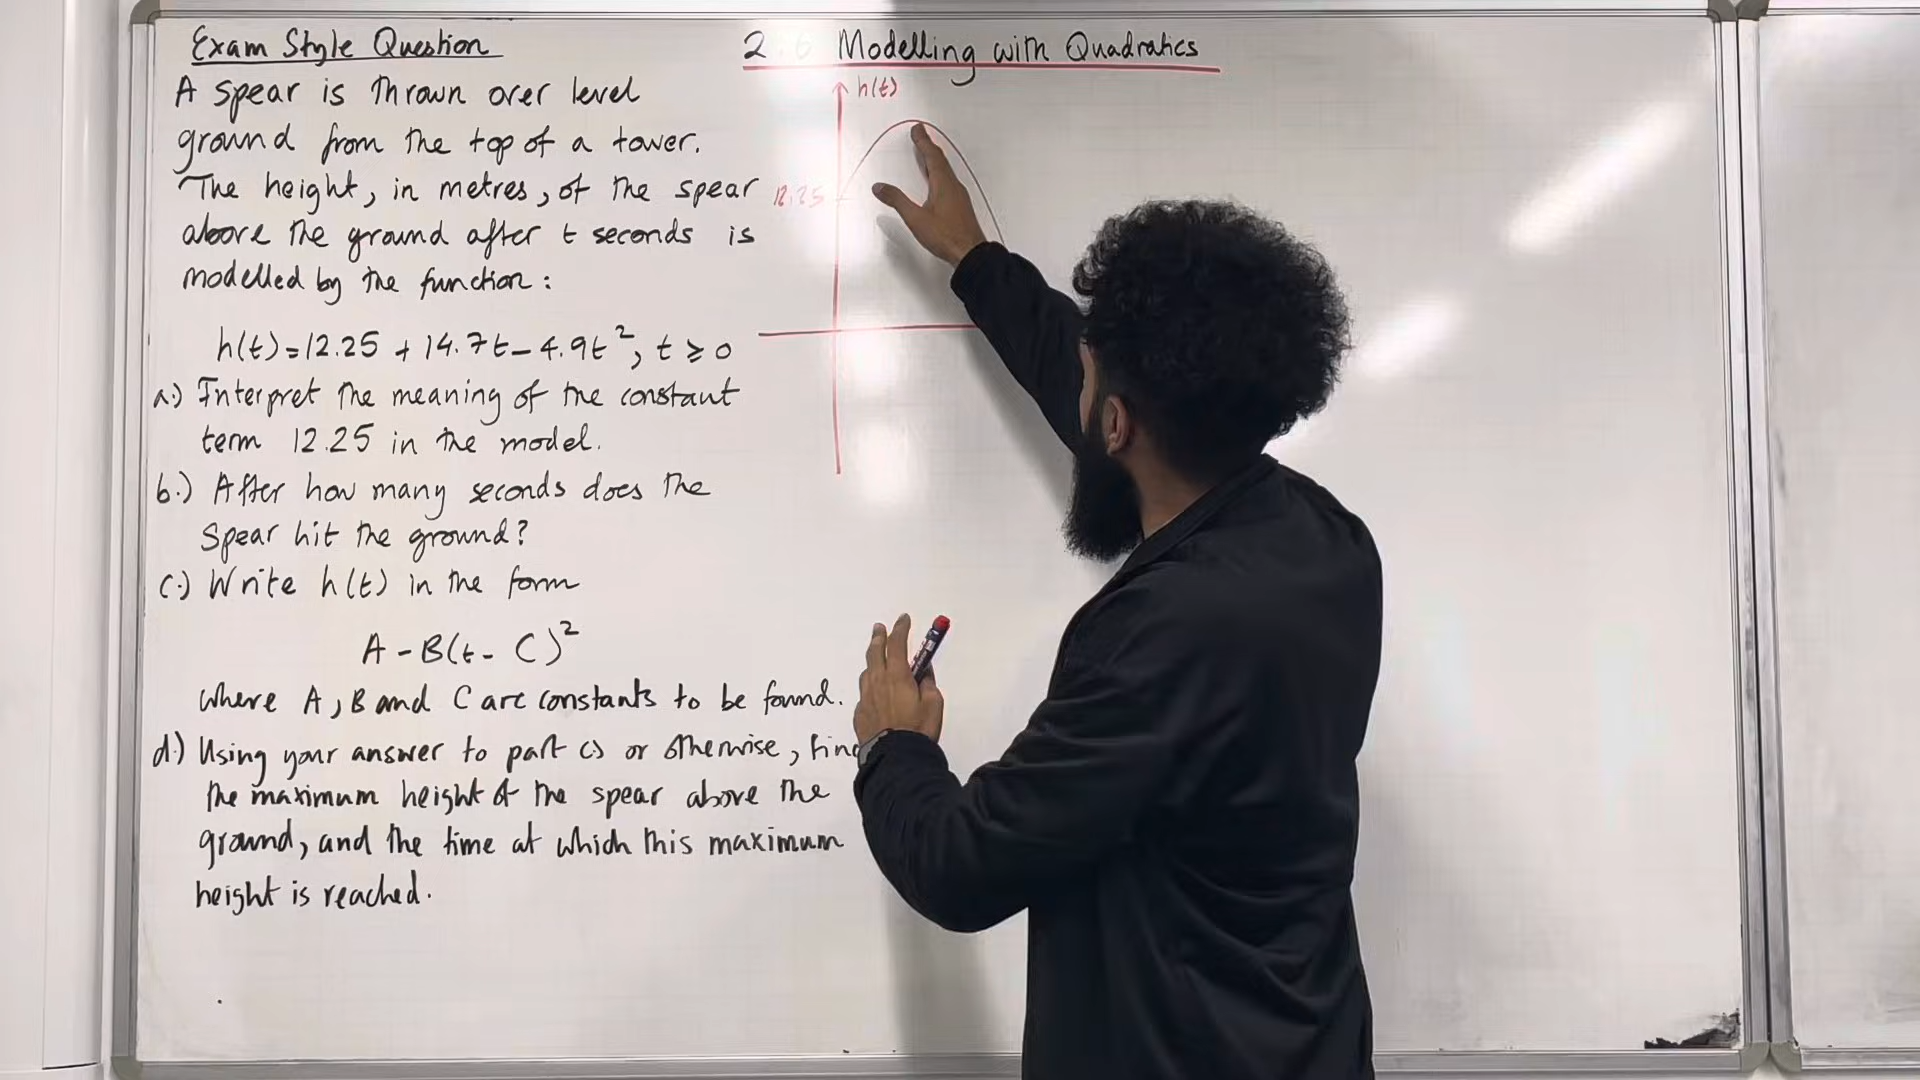 Exam Style Question
A spear is thrown over level
ground from the top of a tower.
The height, in metres, of the spear
above the ground after t seconds is
modelled by the function:
h(t)=12.25 + 14.7t - 4.9t², t ≥ 0
a.) Interpret the meaning of the constant
term 12.25 in the model.
b.) After how many seconds does the
Spear hit the ground?
c.) Write h(t) in the form
A - B(t - C)²
where A, B and C are constants to be found.
d.) Using your answer to part c) or otherwise, find
the maximum height of the spear above the
ground, and the time at which this maximum
height is reached.
2.6 Modelling with Quadratics
h(t)
12.25